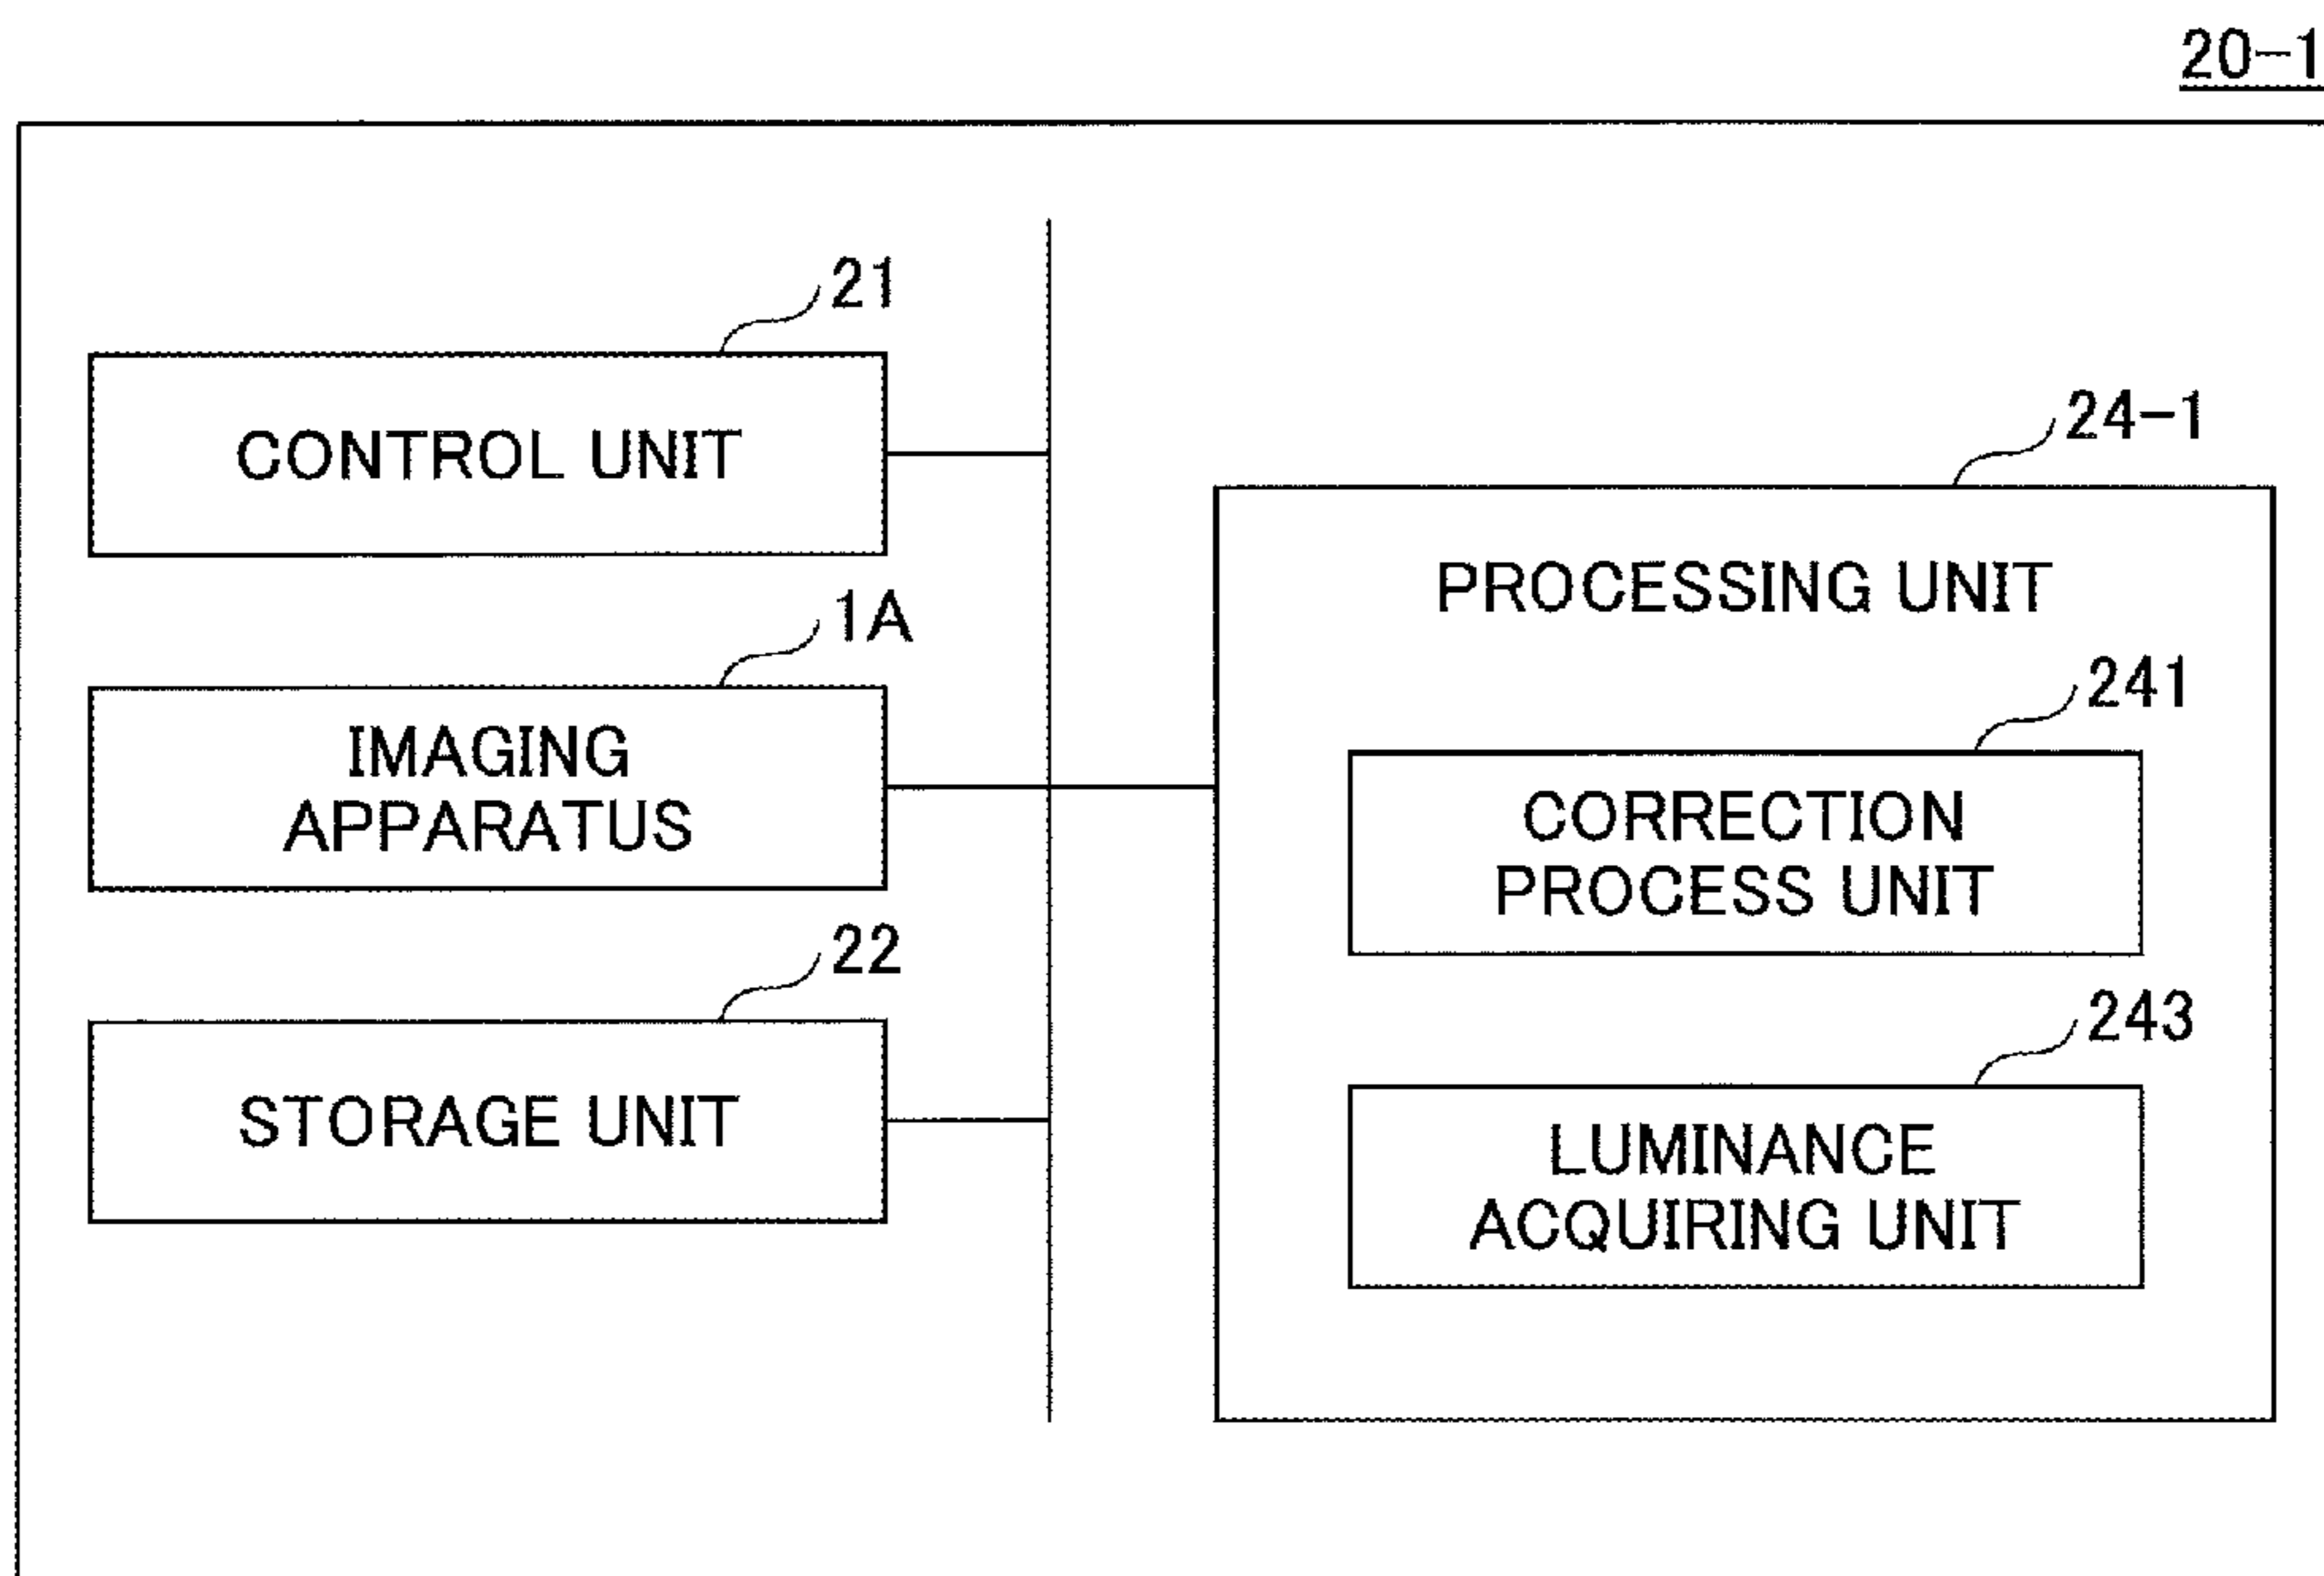 20-1
21
CONTROL UNIT
1A
IMAGING
APPARATUS
22
STORAGE UNIT
24-1
PROCESSING UNIT
241
CORRECTION
PROCESS UNIT
243
LUMINANCE
ACQUIRING UNIT